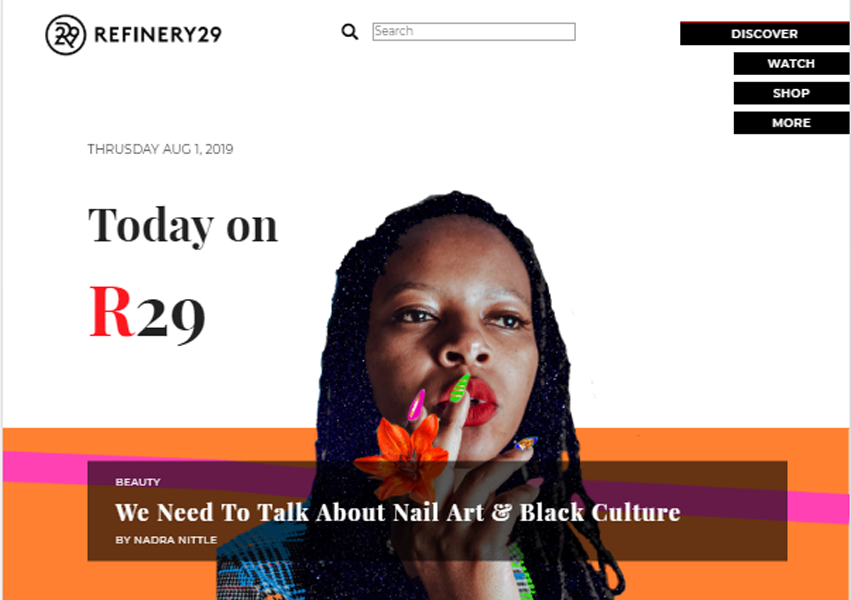 29 REFINERY29
Search
DISCOVER
WATCH
SHOP
MORE
THRUSDAY AUG 1, 2019
Today on
R29
BEAUTY
We Need To Talk About Nail Art & Black Culture
BY NADRA NITTLE